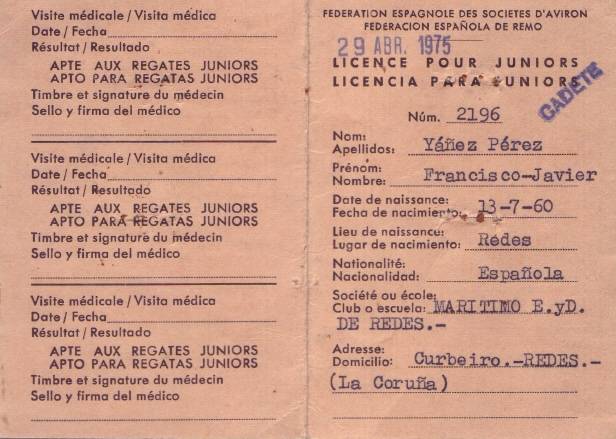 Visite médicale / Visita médica
Date / Fecha
Résultat / Resultado
APTE AUX REGATES JUNIORS
APTO PARA REGATAS JUNIORS
Timbre et signature du médecin
Sello y firma del médico
Visite médicale / Visita médica
Date / Fecha
Résultat / Resultado
APTE AUX REGATES JUNIORS
APTO PARA REGATAS JUNIORS
Timbre et signature du médecin
Sello y firma del médico
Visite médicale / Visita médica
Date / Fecha
Résultat / Resultado
APTE AUX REGATES JUNIORS
APTO PARA REGATAS JUNIORS
Timbre et signature du médecin
Sello y firma del médico
FEDERATION ESPAGNOLE DES SOCIETES D'AVIRON
FEDERACION ESPAÑOLA DE REMO
29 ABR. 1975
LICENCE POUR JUNIORS
LICENCIA PARA JUNIORS
CADETE
Núm. 2196
Nom:
Apellidos: Yáñez Pérez
Prénom:
Nombre: Francisco-Javier
Date de naissance:
Fecha de nacimiento: 13-7-60
Lieu de naissance:
Lugar de nacimiento: Redes
Nationalité:
Nacionalidad: Española
Société ou école:
Club o escuela: MARITIMO E.yD.
DE REDES.-
Adresse:
Domicilio: Curbeiro.-REDES.-
(La Coruña)